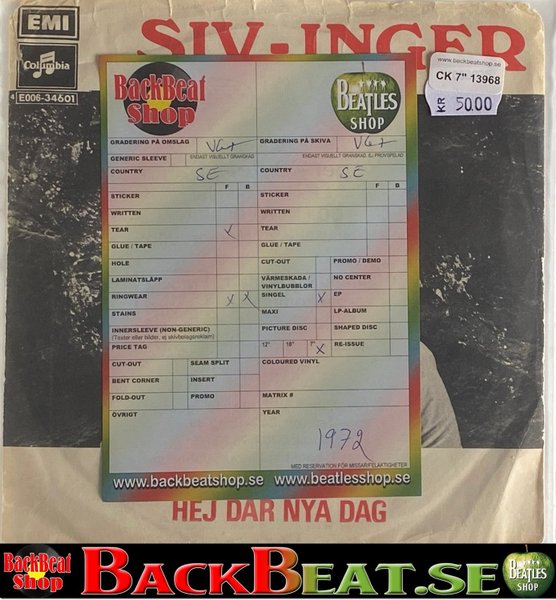 EMI
Columbia
4 E006-34601
SIV-INGER
www.backbeatshop.se
CK 7" 13968
KR 50.00
BACKBEAT
SHOP
BEATLES
SHOP
GRADERING PÅ OMSLAG VG+ GRADERING PÅ SKIVA VG+
GENERIC SLEEVE ENDAST VISUELLT GRANSKAD ENDAST VISUELLT GRANSKAD, EJ PROVSPELAD
COUNTRY SE COUNTRY SE
F B F B
STICKER STICKER
WRITTEN WRITTEN
TEAR X TEAR
GLUE / TAPE GLUE / TAPE
HOLE CUT-OUT PROMO / DEMO
LAMINATSLÄPP VÄRMESKADA / VINYLBUBBLOR NO CENTER
RINGWEAR X X SINGEL X EP
STAINS MAXI LP-ALBUM
INNERSLEEVE (NON-GENERIC) PICTURE DISC SHAPED DISC
(Texter eller bilder, ej skivbolagsreklam)
PRICE TAG 12" 10" 7" X RE-ISSUE
CUT-OUT SEAM SPLIT COLOURED VINYL
BENT CORNER INSERT
FOLD-OUT PROMO MATRIX #
ÖVRIGT YEAR
1972
MED RESERVATION FÖR MISSAR/FELAKTIGHETER
www.backbeatshop.se www.beatlesshop.se
HEJ DAR NYA DAG
BACKBEAT
SHOP
BACKBEAT.SE
BEATLES
SHOP